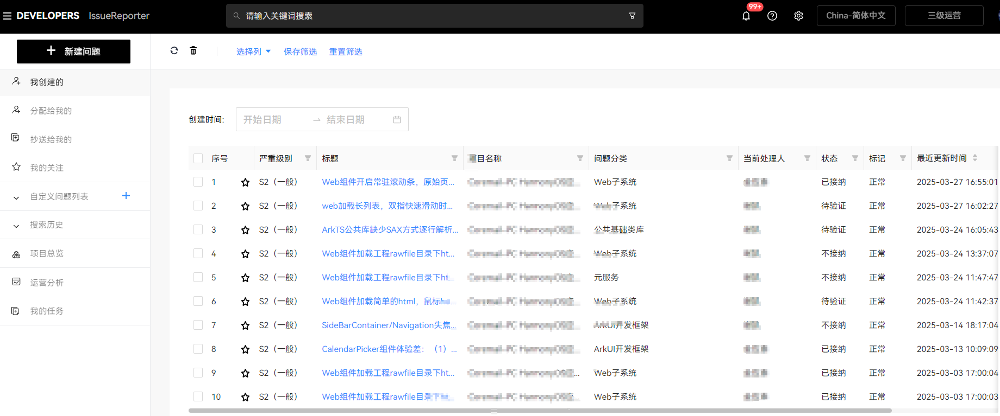 DEVELOPERS IssueReporter 请输入关键词搜索 99+ China-简体中文 三级运营
新建问题 选择列 保存筛选 重置筛选
我创建的
分配给我的
抄送给我的
我的关注
自定义问题列表
搜索历史
项目总览
运营分析
我的任务
创建时间: 开始日期 结束日期
序号 严重级别 标题 目名称 问题分类 当前处理人 状态 标记 最近更新时间
1 S2（一般） Web组件开启常驻滚动条，原始页... Web子系统 已接纳 正常 2025-03-27 16:55:01
2 S2（一般） web加载长列表，双指快速滑动时... Web子系统 待验证 正常 2025-03-27 16:02:27
3 S2（一般） ArkTS公共库缺少SAX方式逐行解析... 公共基础类库 待验证 正常 2025-03-24 16:05:43
4 S2（一般） Web组件加载工程rawfile目录下ht... Web子系统 不接纳 正常 2025-03-24 13:37:07
5 S2（一般） Web组件加载工程rawfile目录下ht... 元服务 不接纳 正常 2025-03-24 11:47:47
6 S2（一般） Web组件加载简单的html，鼠标ho... Web子系统 待验证 正常 2025-03-24 11:42:37
7 S2（一般） SideBarContainer/Navigation失焦... ArkUI开发框架 不接纳 正常 2025-03-14 18:17:04
8 S2（一般） CalendarPicker组件体验差：（1）... ArkUI开发框架 已接纳 正常 2025-03-13 10:09:09
9 S2（一般） Web组件加载工程rawfile目录下ht... Web子系统 已接纳 正常 2025-03-03 17:00:04
10 S2（一般） Web组件加载工程rawfile目录下 Web子系统 已接纳 正常 2025-03-03 17:00:03